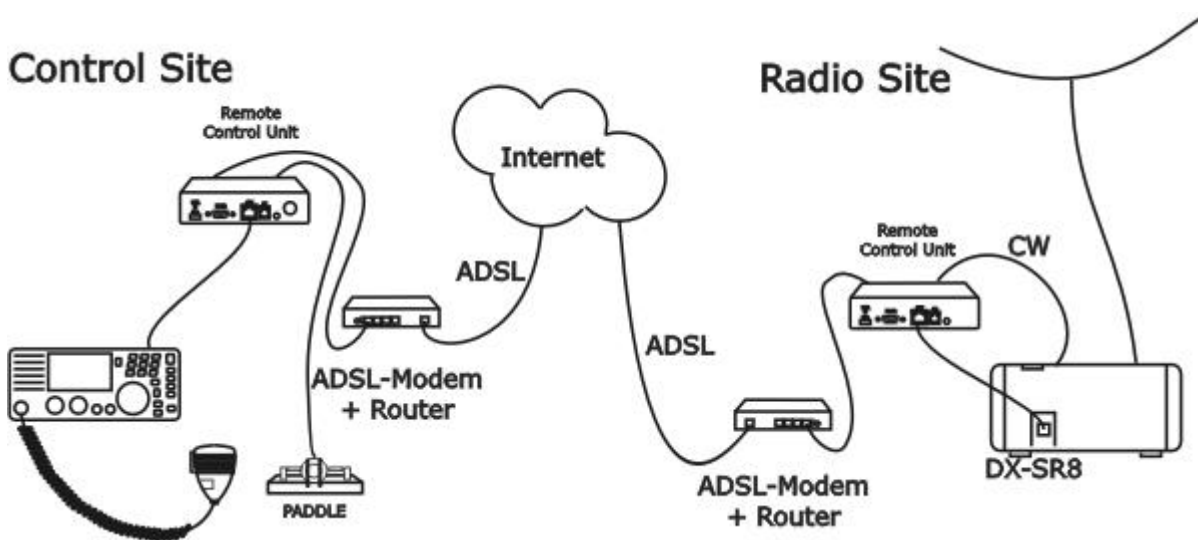 Control Site
Radio Site
Remote
Control Unit
Internet
Remote
Control Unit
CW
ADSL
ADSL
ADSL-Modem
+ Router
DX-SR8
ADSL-Modem
+ Router
PADDLE